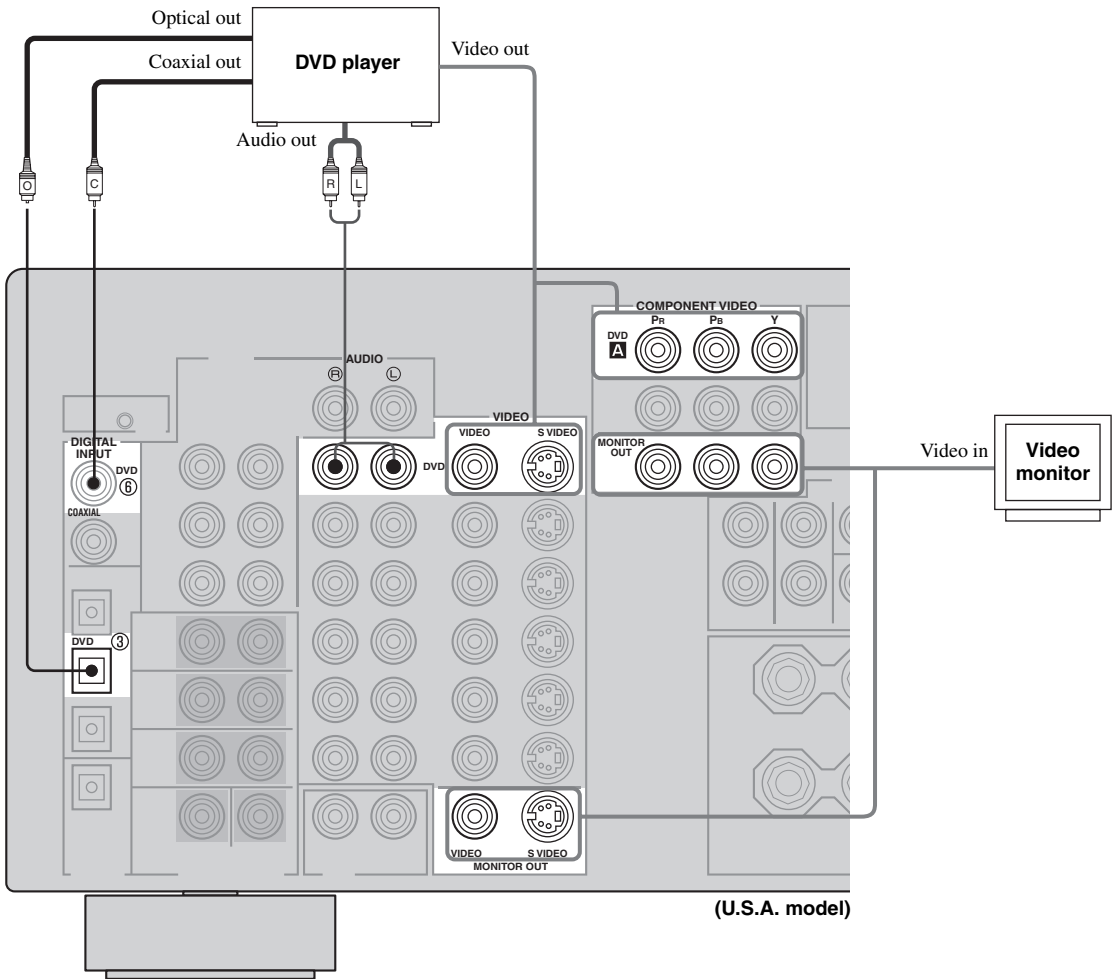 Optical out
Coaxial out
DVD player
Video out
Audio out
O
C
R
L
COMPONENT VIDEO
PR
PB
Y
DVD
A
AUDIO
R
L
VIDEO
VIDEO
S VIDEO
MONITOR
OUT
Video in
Video
monitor
DIGITAL
INPUT
DVD
⑥
DVD
COAXIAL
DVD
③
VIDEO
S VIDEO
MONITOR OUT
(U.S.A. model)